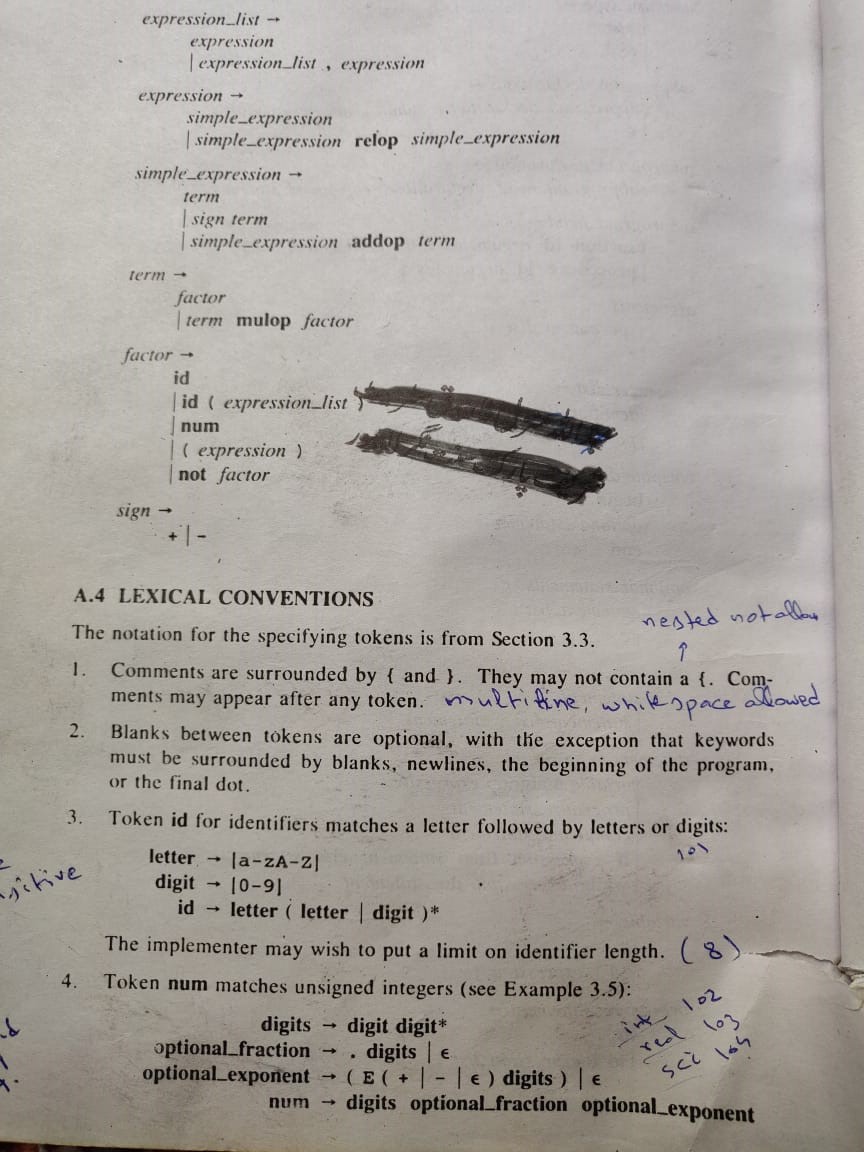 expression_list →
expression
| expression_list , expression
expression →
simple_expression
| simple_expression relop simple_expression
simple_expression →
term
| sign term
| simple_expression addop term
term →
factor
| term mulop factor
factor →
id
| id ( expression_list )
| num
| ( expression )
| not factor
sign →
+ | -
A.4 LEXICAL CONVENTIONS
nested not allow
The notation for the specifying tokens is from Section 3.3.
1. Comments are surrounded by { and }. They may not contain a {. Com-
ments may appear after any token. multiline, whitespace allowed
2. Blanks between tokens are optional, with the exception that keywords
must be surrounded by blanks, newlines, the beginning of the program,
or the final dot.
3. Token id for identifiers matches a letter followed by letters or digits:
101
letter → [a-zA-Z]
digit → [0-9]
id → letter ( letter | digit )*
The implementer may wish to put a limit on identifier length. (8)
4. Token num matches unsigned integers (see Example 3.5):
digits → digit digit*
int 102
optional_fraction → . digits | ϵ
real 103
optional_exponent → ( E ( + | - | ϵ ) digits ) | ϵ
sci 104
num → digits optional_fraction optional_exponent